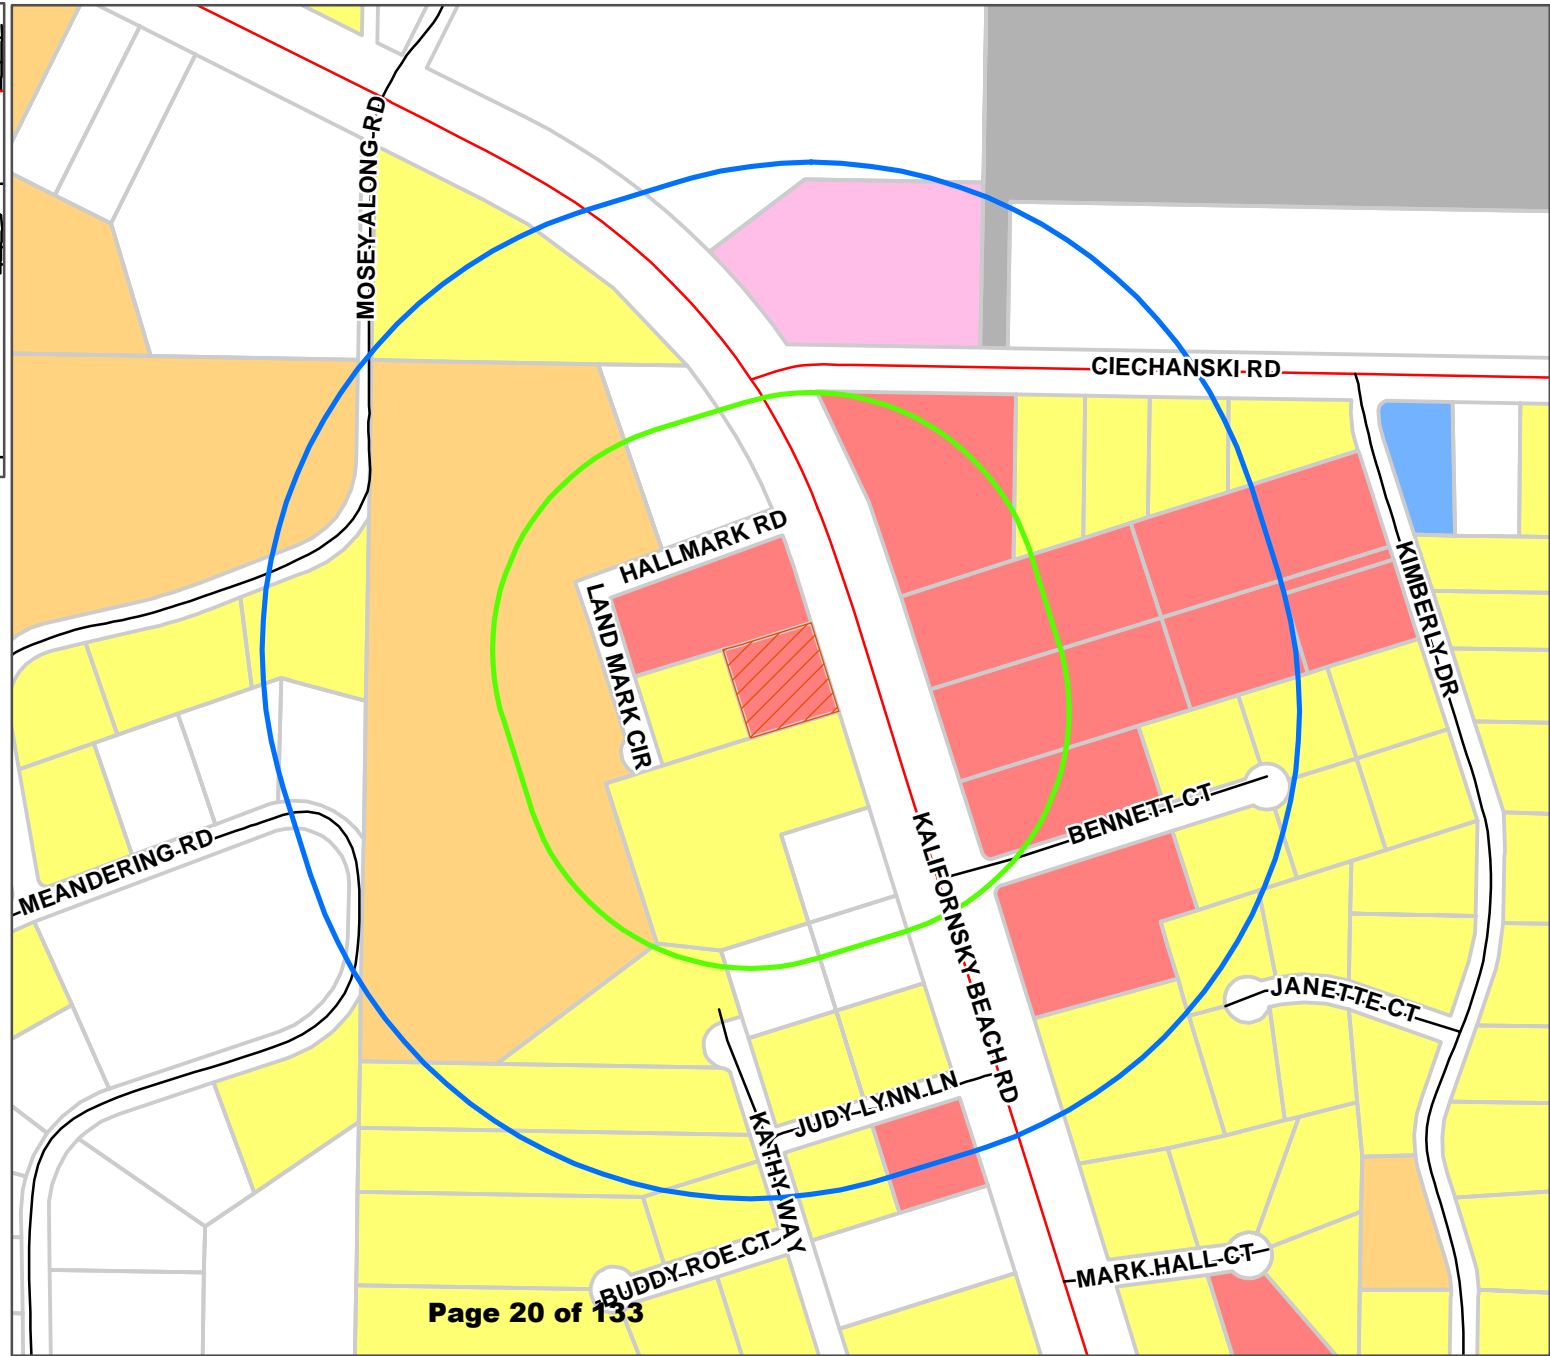 MOSEY ALONG RD
CIECHANSKI RD
HALLMARK RD
LAND MARK CIR
KIMBERLY DR
BENNETT CT
MEANDERING RD
KALIFORNSKY BEACH RD
JANETTE CT
JUDY LYNN LN
KATHY WAY
BUDDY ROE CT
MARK HALL CT
Page 20 of 133